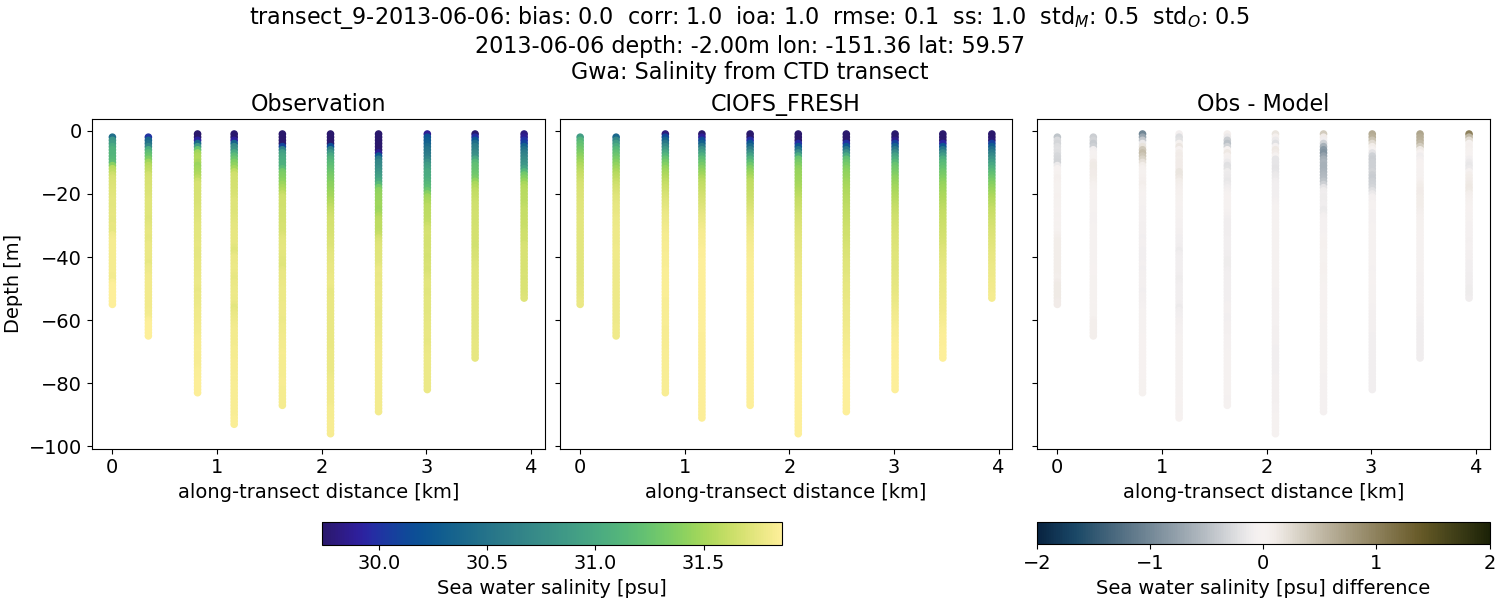 transect_9-2013-06-06: bias: 0.0 corr: 1.0 ioa: 1.0 rmse: 0.1 ss: 1.0 std_M: 0.5 std_O: 0.5
2013-06-06 depth: -2.00m lon: -151.36 lat: 59.57
Gwa: Salinity from CTD transect
Observation CIOFS_FRESH Obs - Model
0
−20
−40
−60
−80
−100
Depth [m]
0 1 2 3 4 0 1 2 3 4 0 1 2 3 4
along-transect distance [km] along-transect distance [km] along-transect distance [km]
30.0 30.5 31.0 31.5 −2 −1 0 1 2
Sea water salinity [psu] Sea water salinity [psu] difference